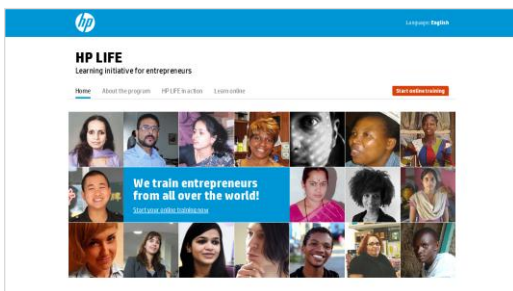 hp
Language: English
HP LIFE
Learning initiative for entrepreneurs
Home About the program HP LIFE in action Learn online Start online training
We train entrepreneurs
from all over the world!
Start your online training now